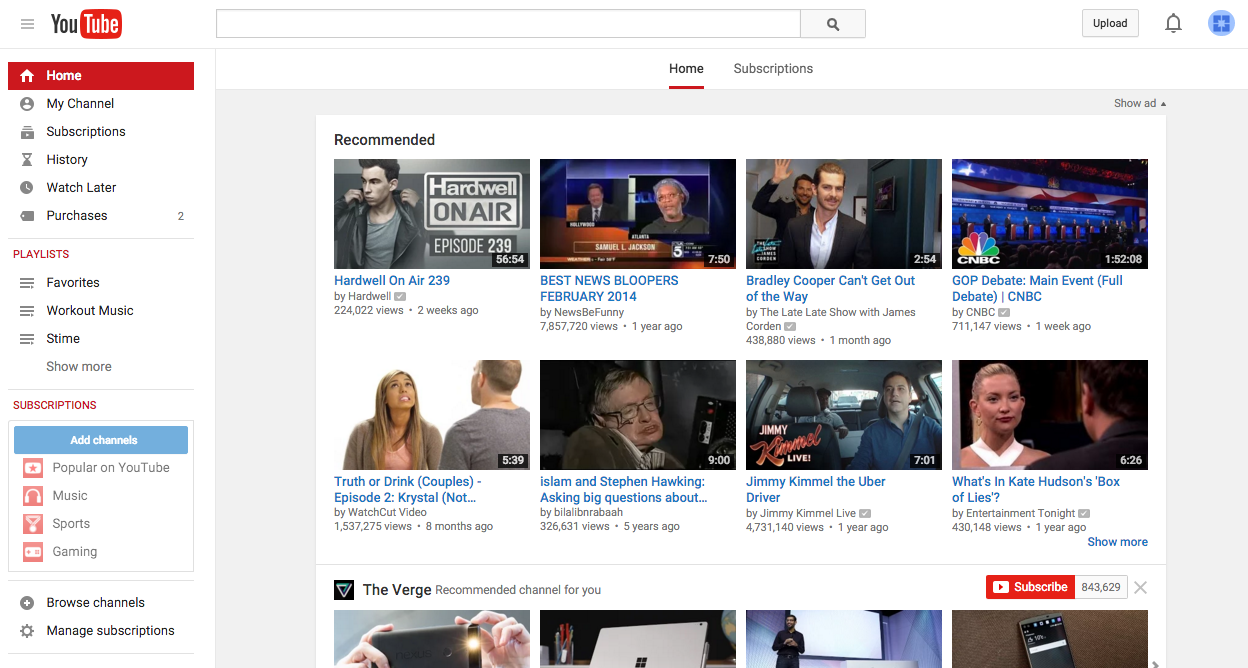 YouTube
Upload
Home
My Channel
Subscriptions
History
Watch Later
Purchases 2
PLAYLISTS
Favorites
Workout Music
Stime
Show more
SUBSCRIPTIONS
Add channels
Popular on YouTube
Music
Sports
Gaming
Browse channels
Manage subscriptions
Home Subscriptions
Show ad
Recommended
Hardwell
ON AIR
EPISODE 239
56:54
Hardwell On Air 239
by Hardwell
224,022 views • 2 weeks ago
HOLLYWOOD
ATLANTA
SAMUEL L. JACKSON
5
7:50
BEST NEWS BLOOPERS
FEBRUARY 2014
by NewsBeFunny
7,857,720 views • 1 year ago
THE LATE
LATE SHOW
JAMES
CORDEN
2:54
Bradley Cooper Can't Get Out
of the Way
by The Late Late Show with James
Corden
438,880 views • 1 month ago
CNBC
1:52:08
GOP Debate: Main Event (Full
Debate) | CNBC
by CNBC
711,147 views • 1 week ago
5:39
Truth or Drink (Couples) -
Episode 2: Krystal (Not...
by WatchCut Video
1,537,275 views • 8 months ago
9:00
islam and Stephen Hawking:
Asking big questions about...
by bilalibnrabaah
326,631 views • 5 years ago
JIMMY
Kimmel
LIVE!
7:01
Jimmy Kimmel the Uber
Driver
by Jimmy Kimmel Live
4,731,140 views • 1 year ago
6:26
What's In Kate Hudson's 'Box
of Lies'?
by Entertainment Tonight
430,148 views • 1 year ago
Show more
The Verge Recommended channel for you
Subscribe 843,629
nexus